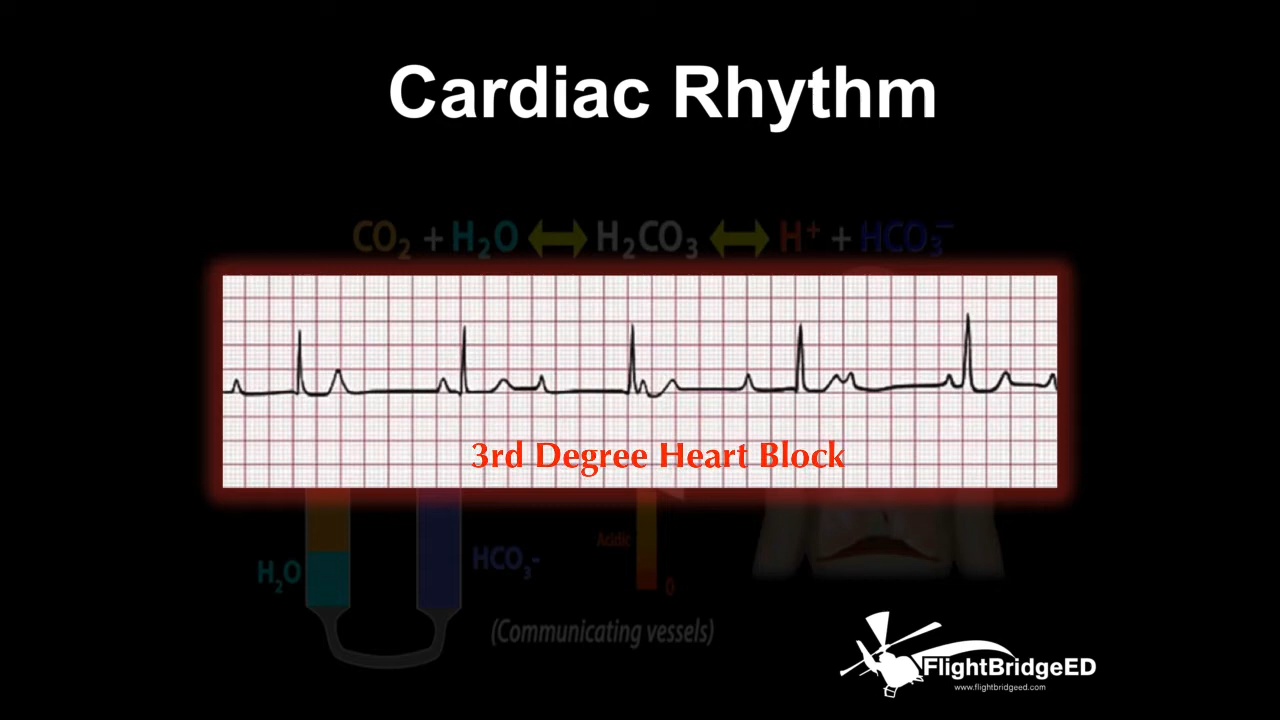 Cardiac Rhythm
CO₂ + H₂O ⟷ H₂CO₃ ⟷ H⁺ + HCO₃⁻
3rd Degree Heart Block
Acidic
H₂O
HCO₃-
0
(Communicating vessels)
FlightBridgeED
www.flightbridgeed.com